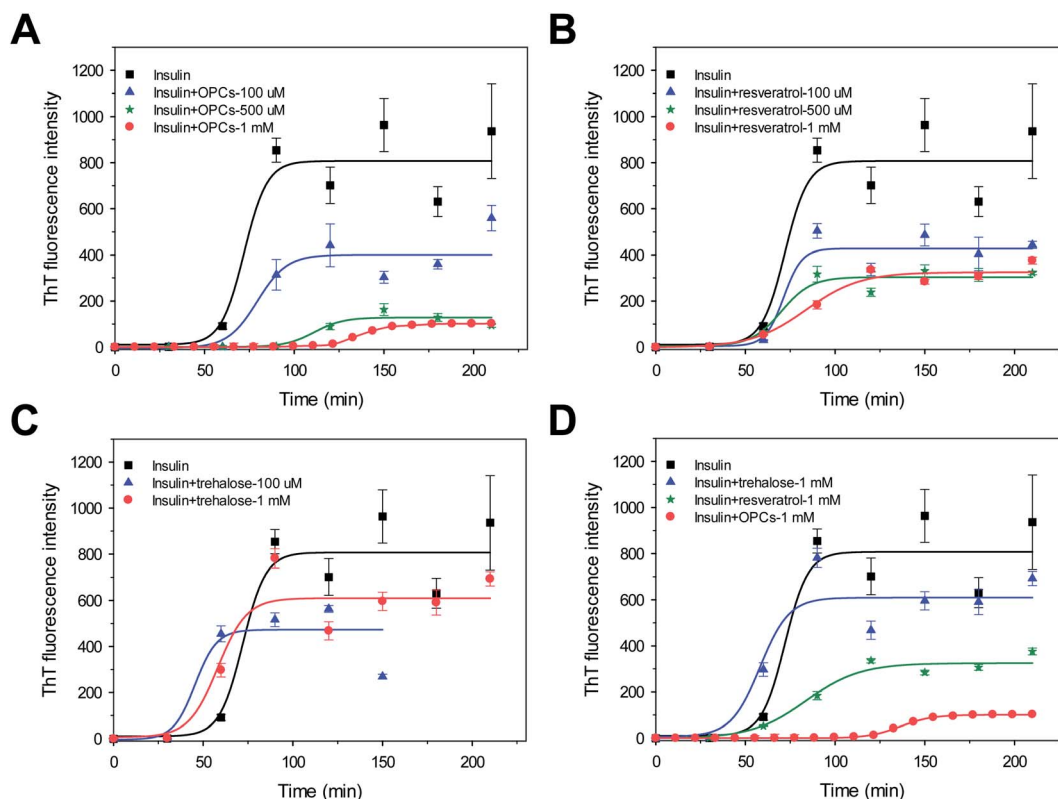 A
ThT fluorescence intensity
1200
1000
800
600
400
200
0
Insulin
Insulin+OPCs-100 uM
Insulin+OPCs-500 uM
Insulin+OPCs-1 mM
0 50 100 150 200
Time (min)
B
ThT fluorescence intensity
1200
1000
800
600
400
200
0
Insulin
Insulin+resveratrol-100 uM
Insulin+resveratrol-500 uM
Insulin+resveratrol-1 mM
0 50 100 150 200
Time (min)
C
ThT fluorescence intensity
1200
1000
800
600
400
200
0
Insulin
Insulin+trehalose-100 uM
Insulin+trehalose-1 mM
0 50 100 150 200
Time (min)
D
ThT fluorescence intensity
1200
1000
800
600
400
200
0
Insulin
Insulin+trehalose-1 mM
Insulin+resveratrol-1 mM
Insulin+OPCs-1 mM
0 50 100 150 200
Time (min)